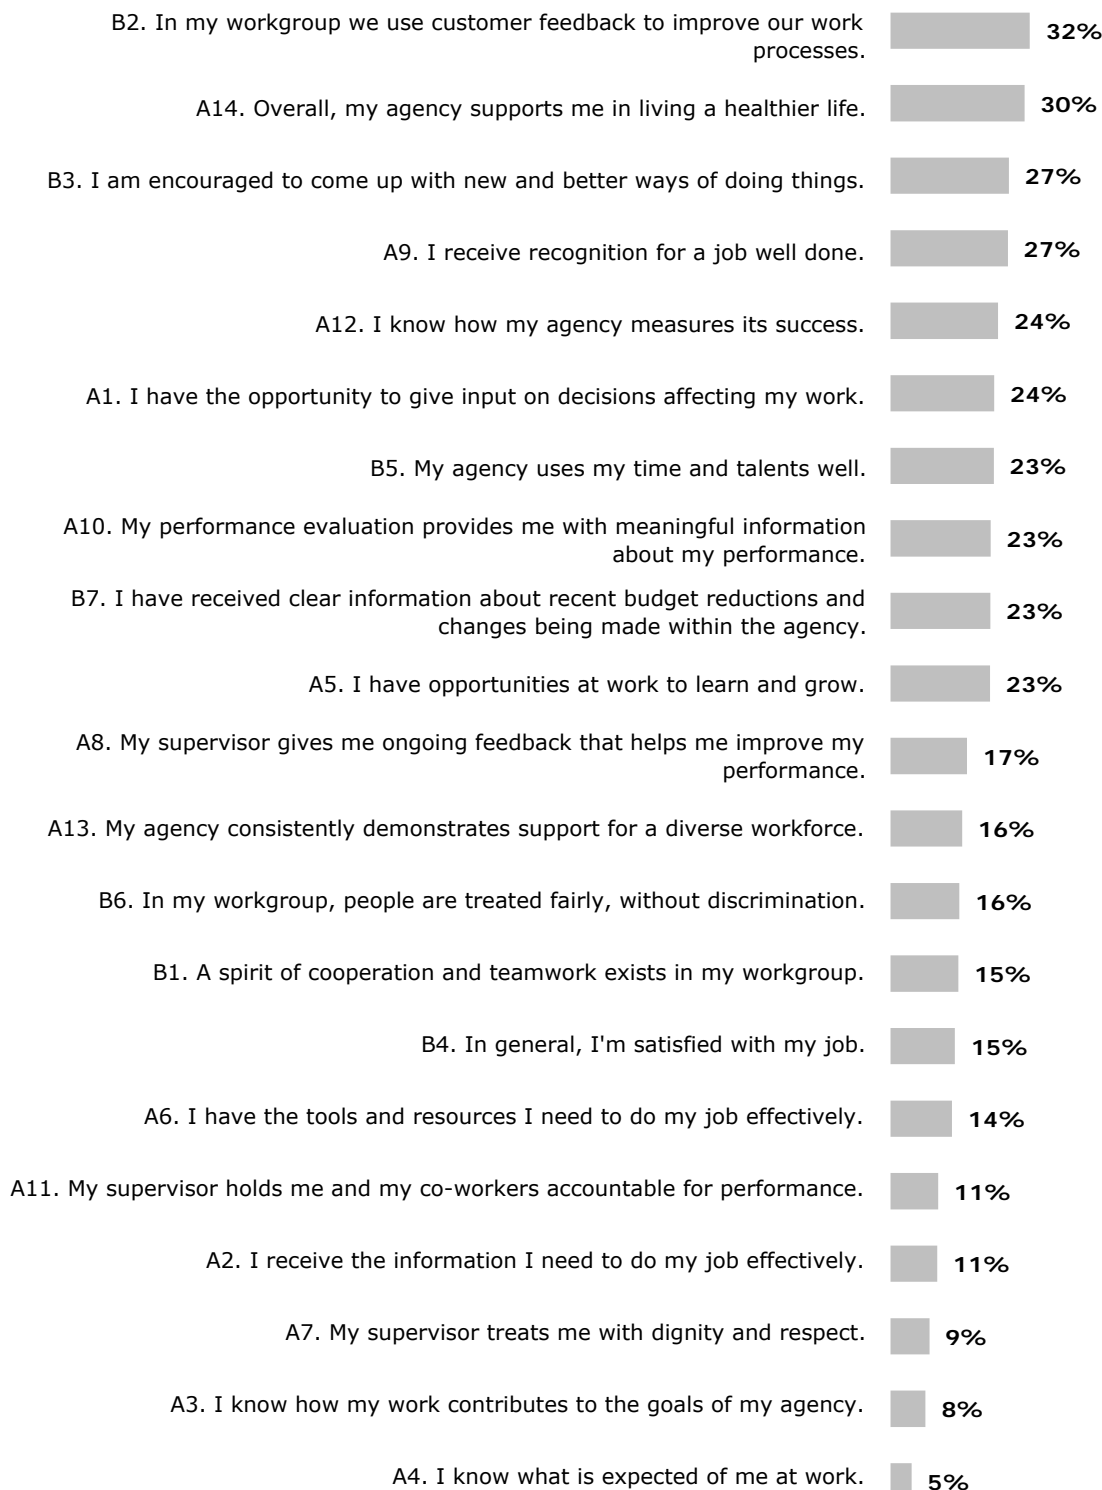 B2. In my workgroup we use customer feedback to improve our work
processes.
32%
A14. Overall, my agency supports me in living a healthier life.
30%
B3. I am encouraged to come up with new and better ways of doing things.
27%
A9. I receive recognition for a job well done.
27%
A12. I know how my agency measures its success.
24%
A1. I have the opportunity to give input on decisions affecting my work.
24%
B5. My agency uses my time and talents well.
23%
A10. My performance evaluation provides me with meaningful information
about my performance.
23%
B7. I have received clear information about recent budget reductions and
changes being made within the agency.
23%
A5. I have opportunities at work to learn and grow.
23%
A8. My supervisor gives me ongoing feedback that helps me improve my
performance.
17%
A13. My agency consistently demonstrates support for a diverse workforce.
16%
B6. In my workgroup, people are treated fairly, without discrimination.
16%
B1. A spirit of cooperation and teamwork exists in my workgroup.
15%
B4. In general, I'm satisfied with my job.
15%
A6. I have the tools and resources I need to do my job effectively.
14%
A11. My supervisor holds me and my co-workers accountable for performance.
11%
A2. I receive the information I need to do my job effectively.
11%
A7. My supervisor treats me with dignity and respect.
9%
A3. I know how my work contributes to the goals of my agency.
8%
A4. I know what is expected of me at work.
5%